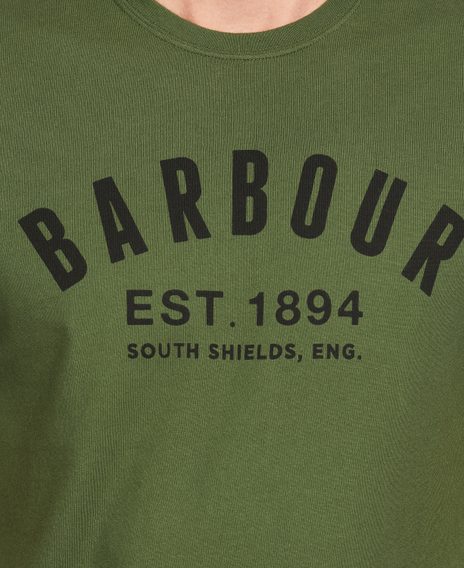 BARBOUR
EST. 1894
SOUTH SHIELDS, ENG.